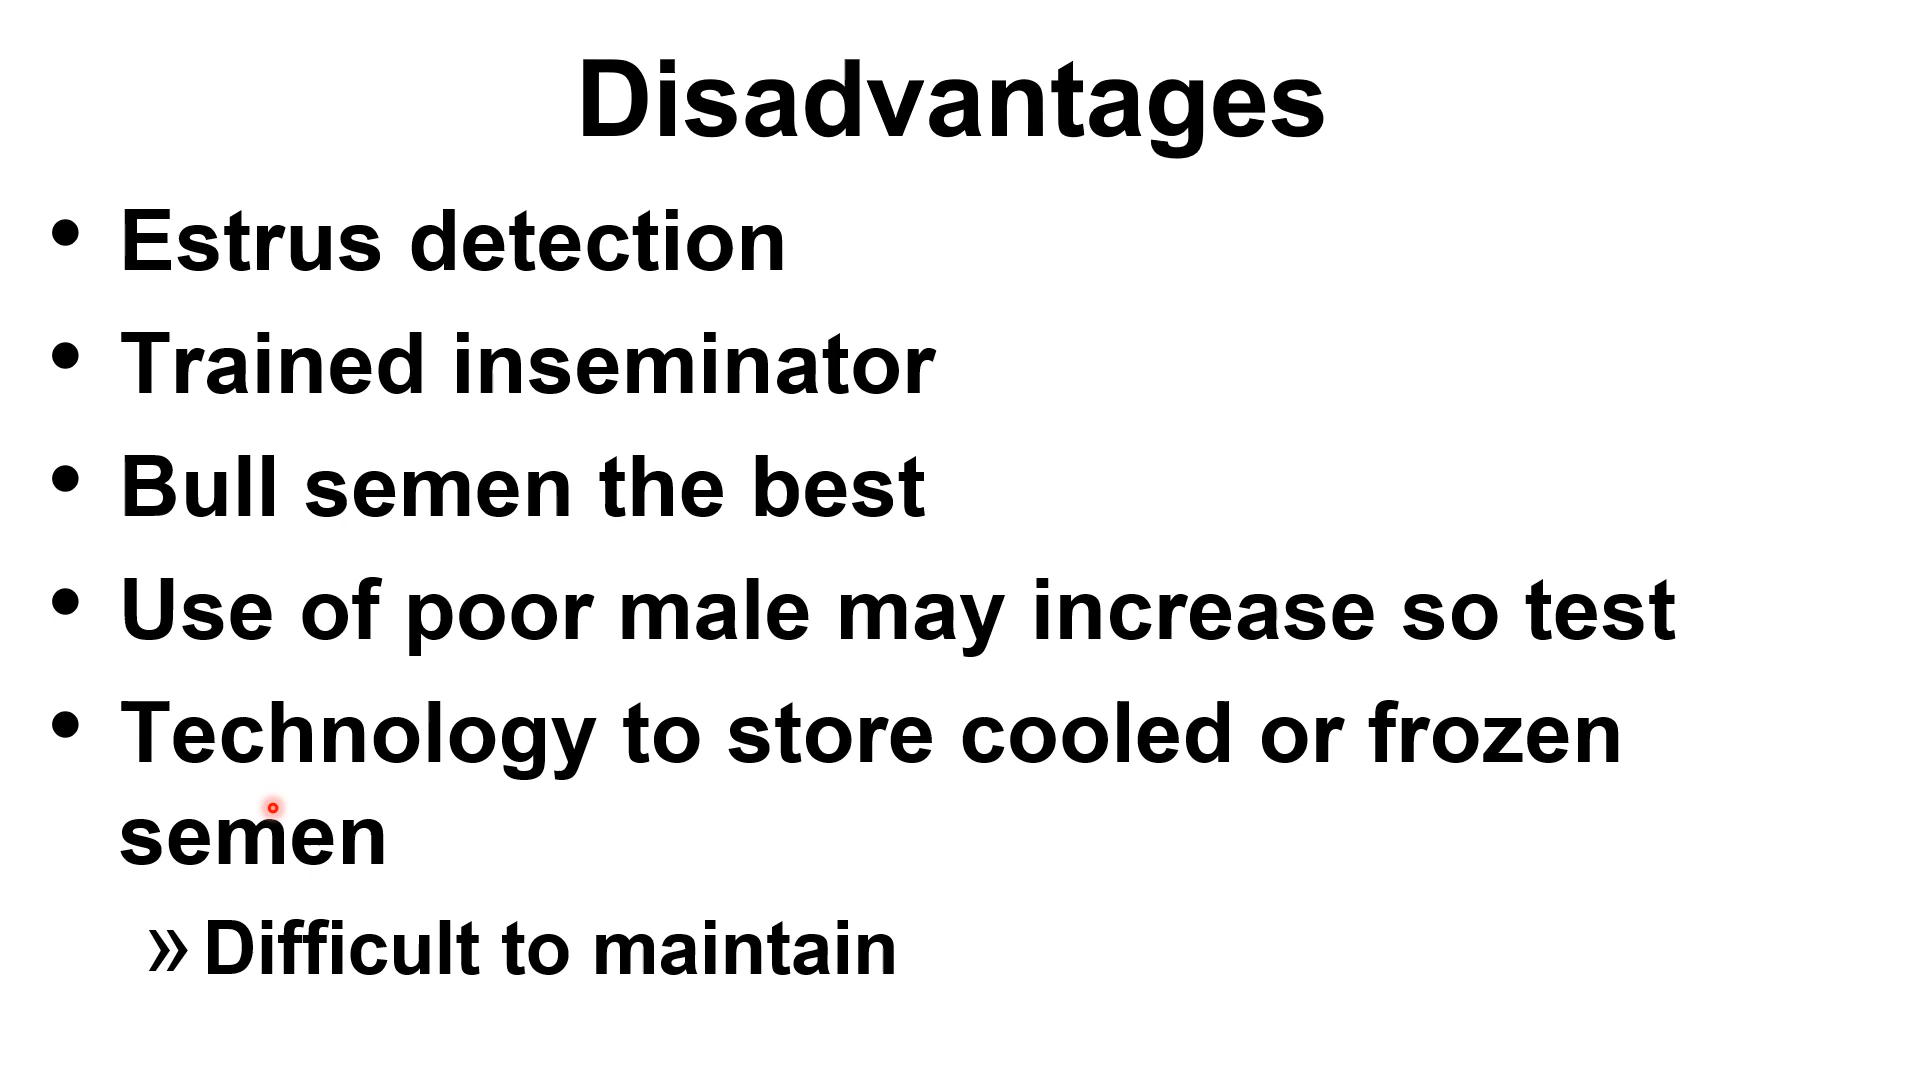 Disadvantages
• Estrus detection
• Trained inseminator
• Bull semen the best
• Use of poor male may increase so test
• Technology to store cooled or frozen
semen
» Difficult to maintain